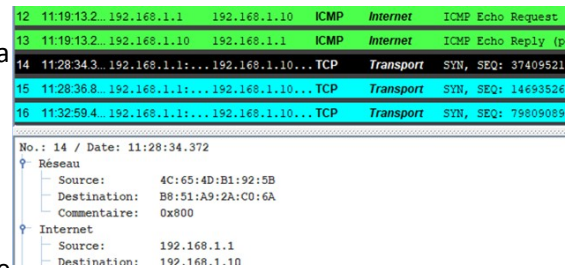 12 11:19:13.2... 192.168.1.1 192.168.1.10 ICMP Internet ICMP Echo Request
13 11:19:13.2... 192.168.1.10 192.168.1.1 ICMP Internet ICMP Echo Reply (p
a
14 11:28:34.3... 192.168.1.1:... 192.168.1.10... TCP Transport SYN, SEQ: 37409521
15 11:28:36.8... 192.168.1.1:... 192.168.1.10... TCP Transport SYN, SEQ: 14693526
16 11:32:59.4... 192.168.1.1:... 192.168.1.10... TCP Transport SYN, SEQ: 79809089
No.: 14 / Date: 11:28:34.372
Réseau
Source: 4C:65:4D:B1:92:5B
Destination: B8:51:A9:2A:C0:6A
Commentaire: 0x800
Internet
Source: 192.168.1.1
Destination: 192.168.1.10